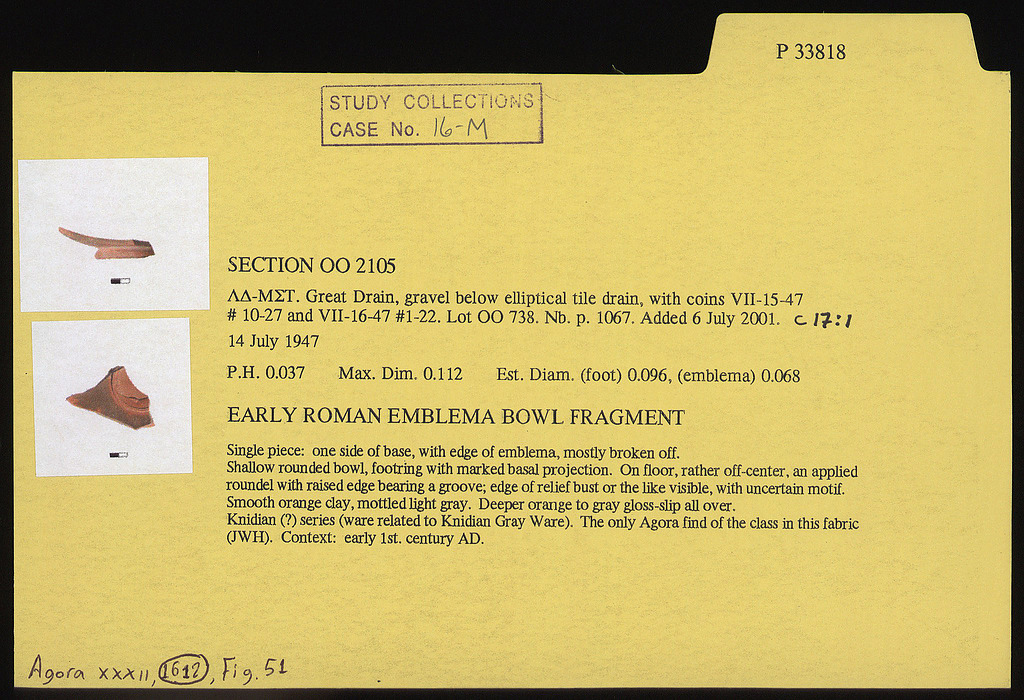 P 33818
STUDY COLLECTIONS
CASE No. 16-M
SECTION OO 2105
ΛΔ-ΜΣΤ. Great Drain, gravel below elliptical tile drain, with coins VII-15-47
# 10-27 and VII-16-47 #1-22. Lot OO 738. Nb. p. 1067. Added 6 July 2001. C 17:1
14 July 1947
P.H. 0.037 Max. Dim. 0.112 Est. Diam. (foot) 0.096, (emblema) 0.068
EARLY ROMAN EMBLEMA BOWL FRAGMENT
Single piece: one side of base, with edge of emblema, mostly broken off.
Shallow rounded bowl, footring with marked basal projection. On floor, rather off-center, an applied
roundel with raised edge bearing a groove; edge of relief bust or the like visible, with uncertain motif.
Smooth orange clay, mottled light gray. Deeper orange to gray gloss-slip all over.
Knidian (?) series (ware related to Knidian Gray Ware). The only Agora find of the class in this fabric
(JWH). Context: early 1st. century AD.
Agora XXXII, 1612, Fig. 51